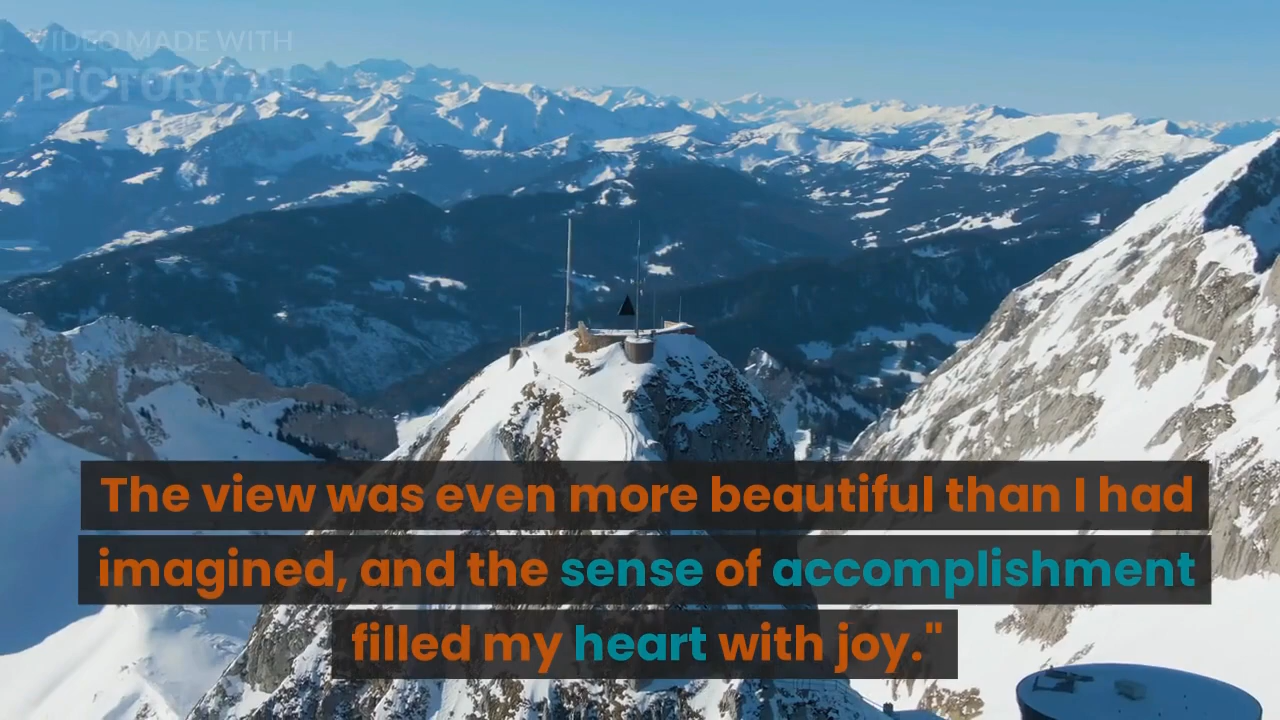 VIDEO MADE WITH
PICTORY.AI
The view was even more beautiful than I had
imagined, and the sense of accomplishment
filled my heart with joy."